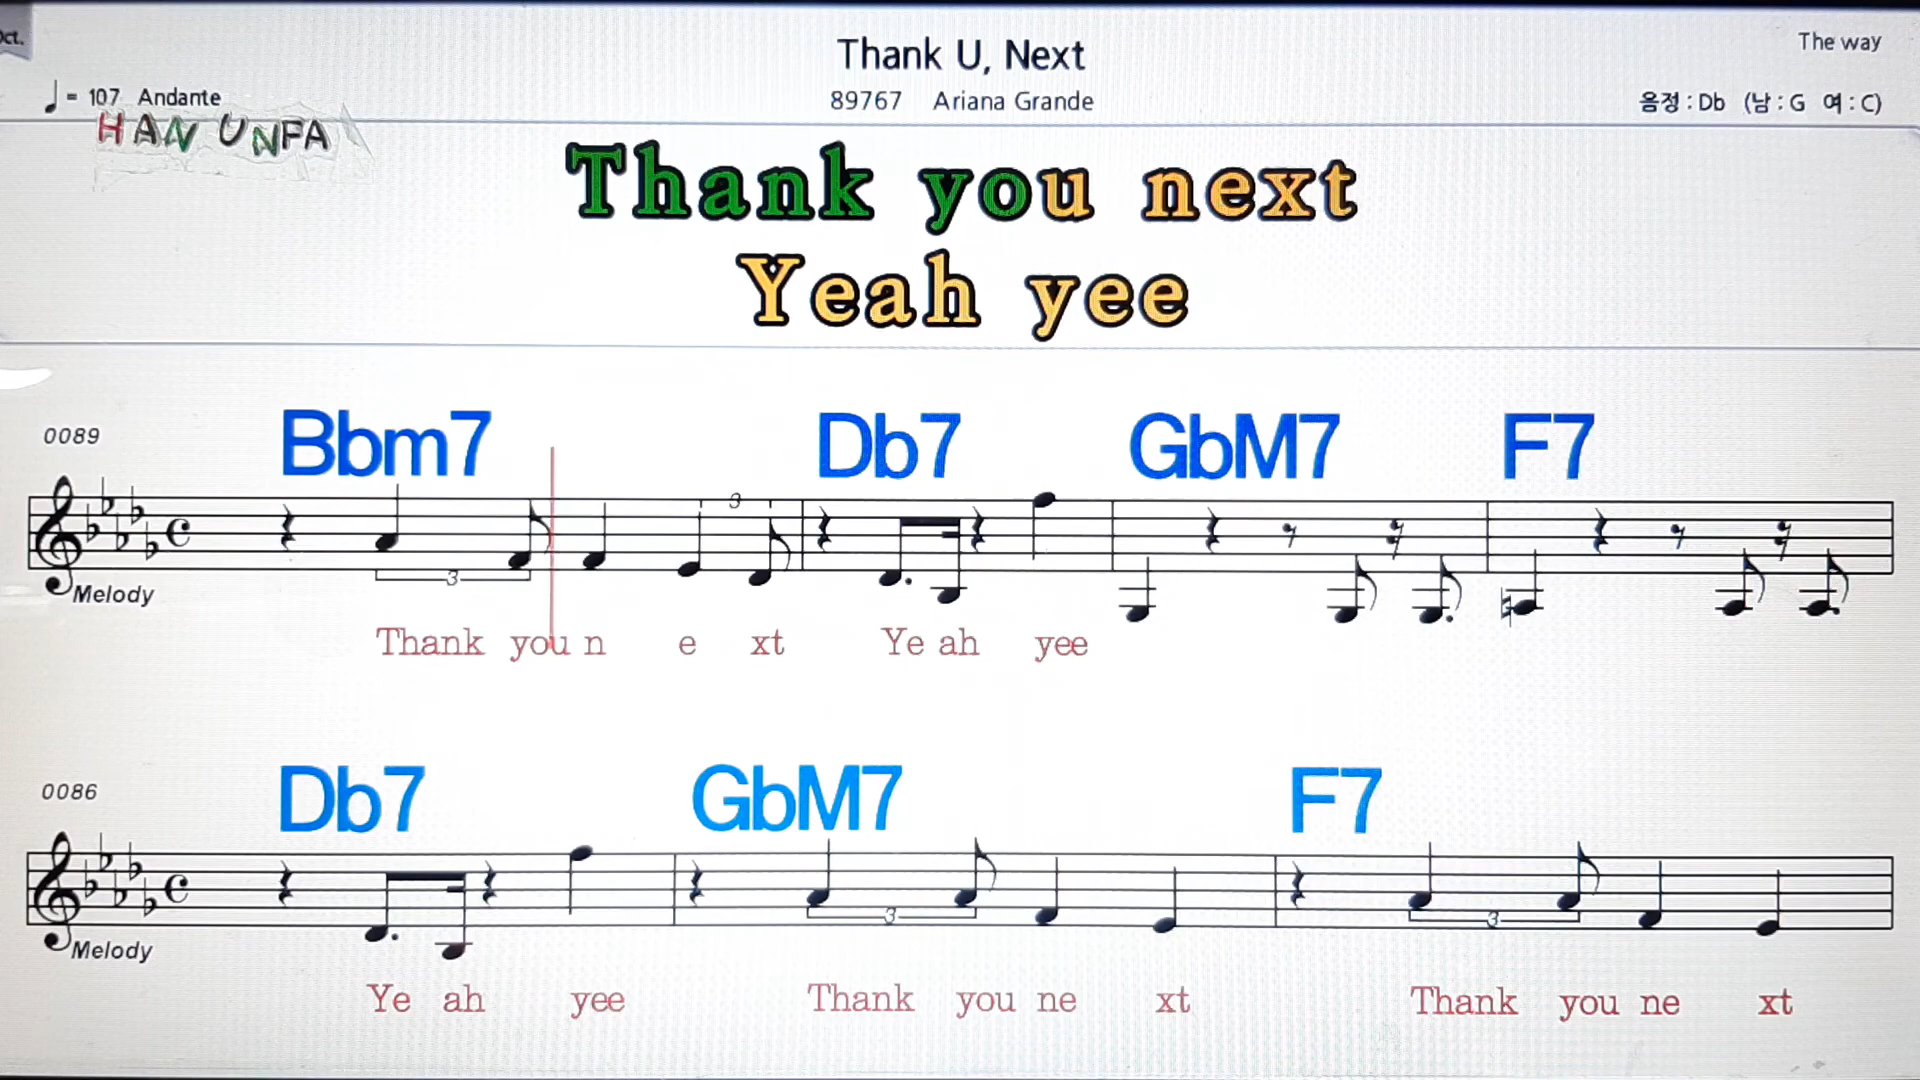 Oct.
Thank U, Next
The way
♩= 107 Andante
89767 Ariana Grande
음정 : Db (남 : G 여 : C)
HAN UNFA
Thank you next
Yeah yee
0089
Bbm7 Db7 GbM7 F7
3 3
Melody
Thank you n e xt Ye ah yee
0086
Db7 GbM7 F7
3 3
Melody
Ye ah yee Thank you ne xt Thank you ne xt